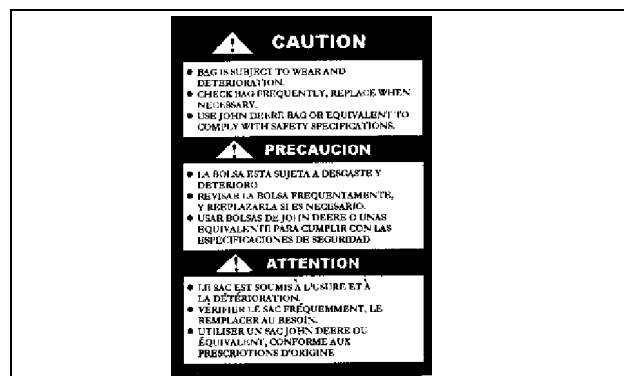 CAUTION
● BAG IS SUBJECT TO WEAR AND
DETERIORATION.
● CHECK BAG FREQUENTLY, REPLACE WHEN
NECESSARY.
● USE JOHN DEERE BAG OR EQUIVALENT TO
COMPLY WITH SAFETY SPECIFICATIONS.
PRECAUCION
● LA BOLSA ESTA SUJETA A DESGASTE Y
DETERIORO
● REVISAR LA BOLSA FREQUENTAMENTE,
Y REEPLAZARLA SI ES NECESARIO.
● USAR BOLSAS DE JOHN DEERE O UNAS
EQUIVALENTE PARA CUMPLIR CON LAS
ESPECIFICACIONES DE SEGURIDAD
ATTENTION
● LE SAC EST SOUMIS À L'USURE ET À
LA DÉTÉRIORATION.
● VÉRIFIER LE SAC FRÉQUEMMENT, LE
REMPLACER AU BESOIN.
● UTILISER UN SAC JOHN DEERE OU
ÉQUIVALENT, CONFORME AUX
PRESCRIOTIONS D'ORIGINE